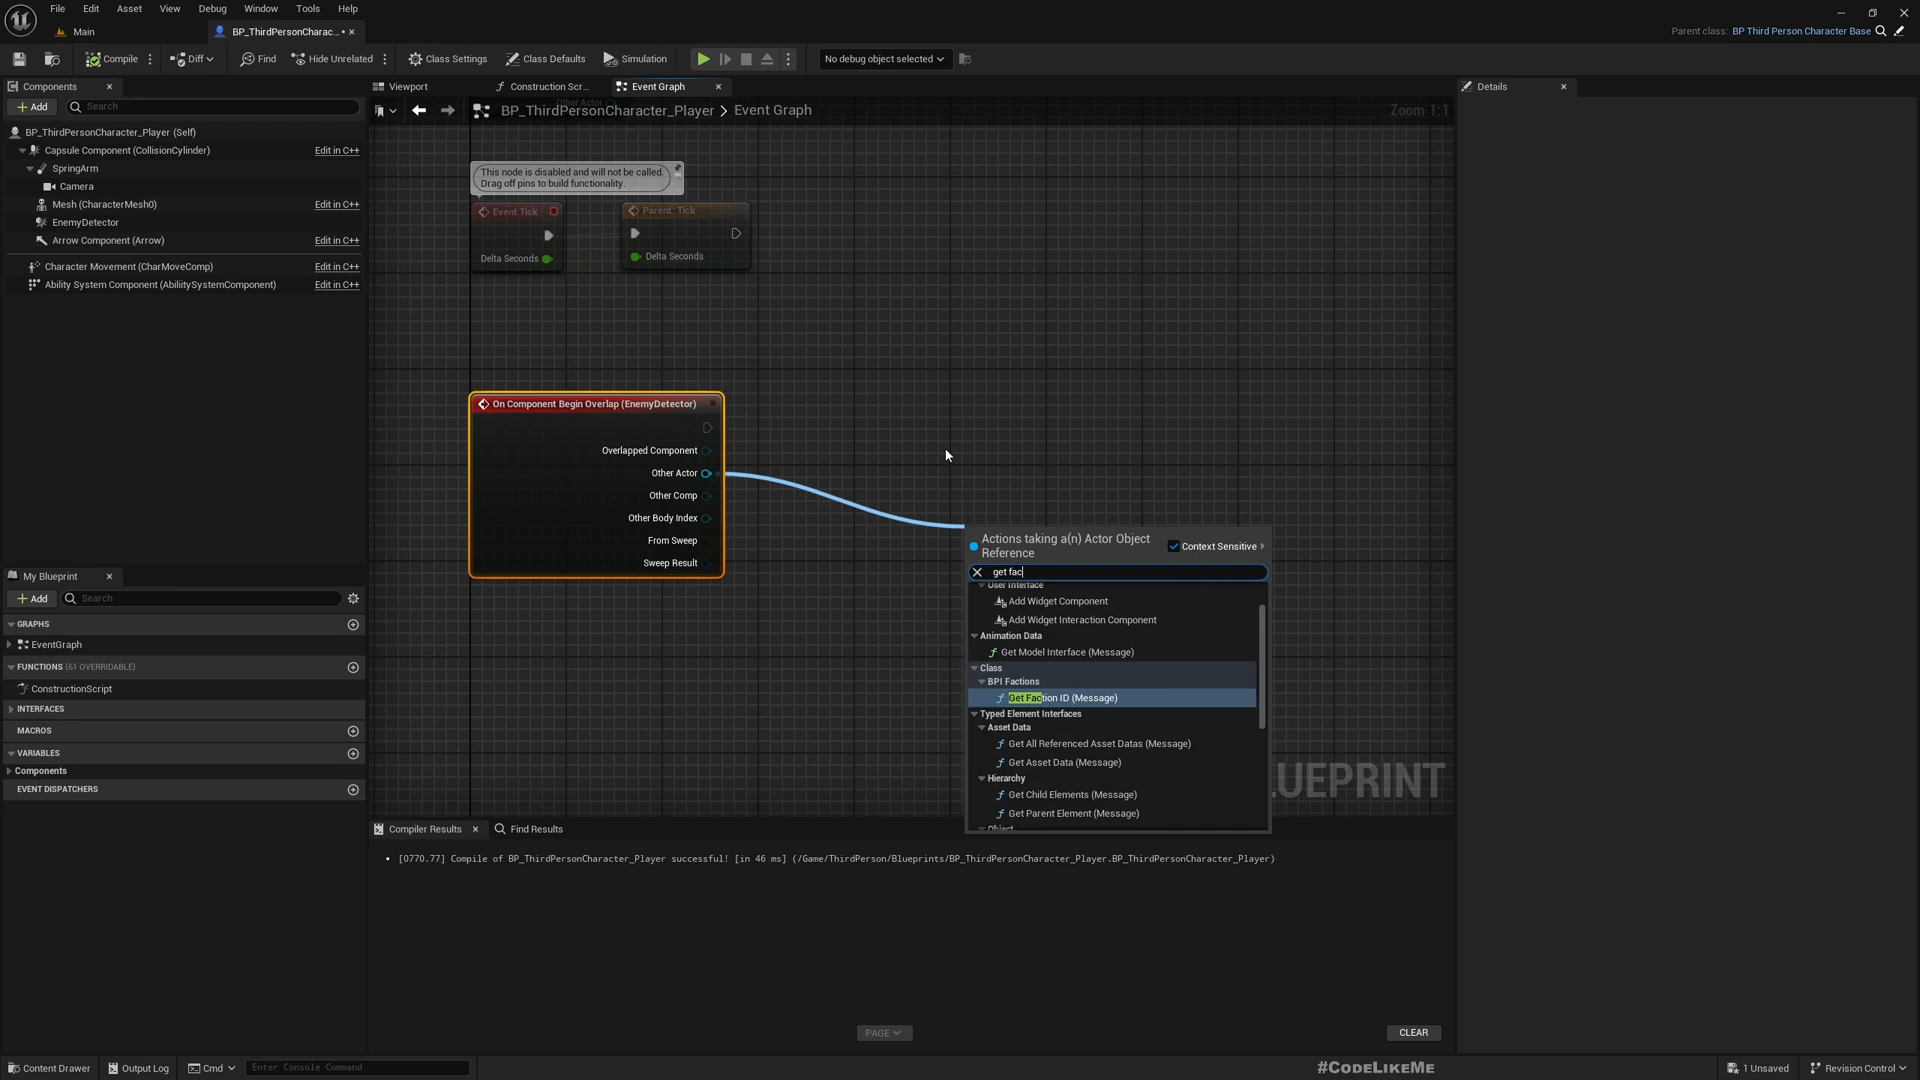 File Edit Asset View Debug Window Tools Help
Main
BP_ThirdPersonCharac... •
Parent class: BP Third Person Character Base
Compile
Diff
Find
Hide Unrelated
Class Settings
Class Defaults
Simulation
No debug object selected
Components
Add
Search
BP_ThirdPersonCharacter_Player (Self)
Capsule Component (CollisionCylinder) Edit in C++
SpringArm
Camera
Mesh (CharacterMesh0) Edit in C++
EnemyDetector
Arrow Component (Arrow) Edit in C++
Character Movement (CharMoveComp) Edit in C++
Ability System Component (AbiliitySystemComponent) Edit in C++
My Blueprint
Add
Search
GRAPHS
EventGraph
FUNCTIONS (61 OVERRIDABLE)
ConstructionScript
INTERFACES
MACROS
VARIABLES
Components
EVENT DISPATCHERS
Viewport
Construction Scr...
Event Graph
Other Actor
BP_ThirdPersonCharacter_Player > Event Graph
Zoom 1:1
This node is disabled and will not be called.
Drag off pins to build functionality.
Event Tick
Delta Seconds
Parent: Tick
Delta Seconds
On Component Begin Overlap (EnemyDetector)
Overlapped Component
Other Actor
Other Comp
Other Body Index
From Sweep
Sweep Result
Actions taking a(n) Actor Object
Reference
Context Sensitive
get fac
User Interface
Add Widget Component
Add Widget Interaction Component
Animation Data
Get Model Interface (Message)
Class
BPI Factions
Get Faction ID (Message)
Typed Element Interfaces
Asset Data
Get All Referenced Asset Datas (Message)
Get Asset Data (Message)
Hierarchy
Get Child Elements (Message)
Get Parent Element (Message)
Object
UEPRINT
Compiler Results
Find Results
• [0770.77] Compile of BP_ThirdPersonCharacter_Player successful! [in 46 ms] (/Game/ThirdPerson/Blueprints/BP_ThirdPersonCharacter_Player.BP_ThirdPersonCharacter_Player)
PAGE
CLEAR
Details
Content Drawer
Output Log
Cmd
Enter Console Command
#CODELIKEME
1 Unsaved
Revision Control